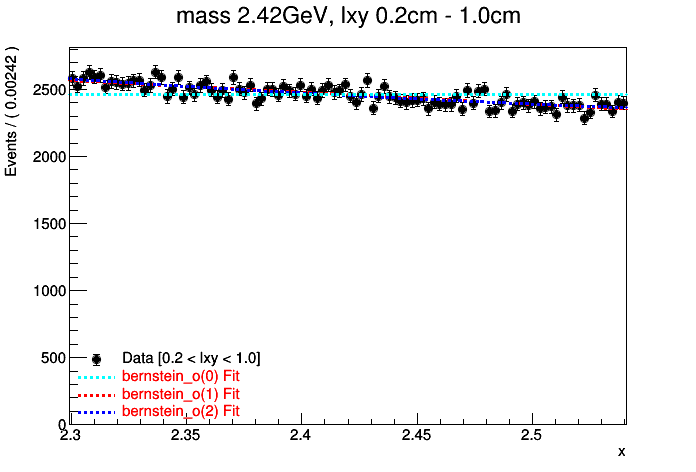 mass 2.42GeV, lxy 0.2cm - 1.0cm
Events / ( 0.00242 )
2500
2000
1500
1000
500
0
Data [0.2 < lxy < 1.0]
bernstein_o(0) Fit
bernstein_o(1) Fit
bernstein_o(2) Fit
2.3
2.35
2.4
2.45
2.5
x